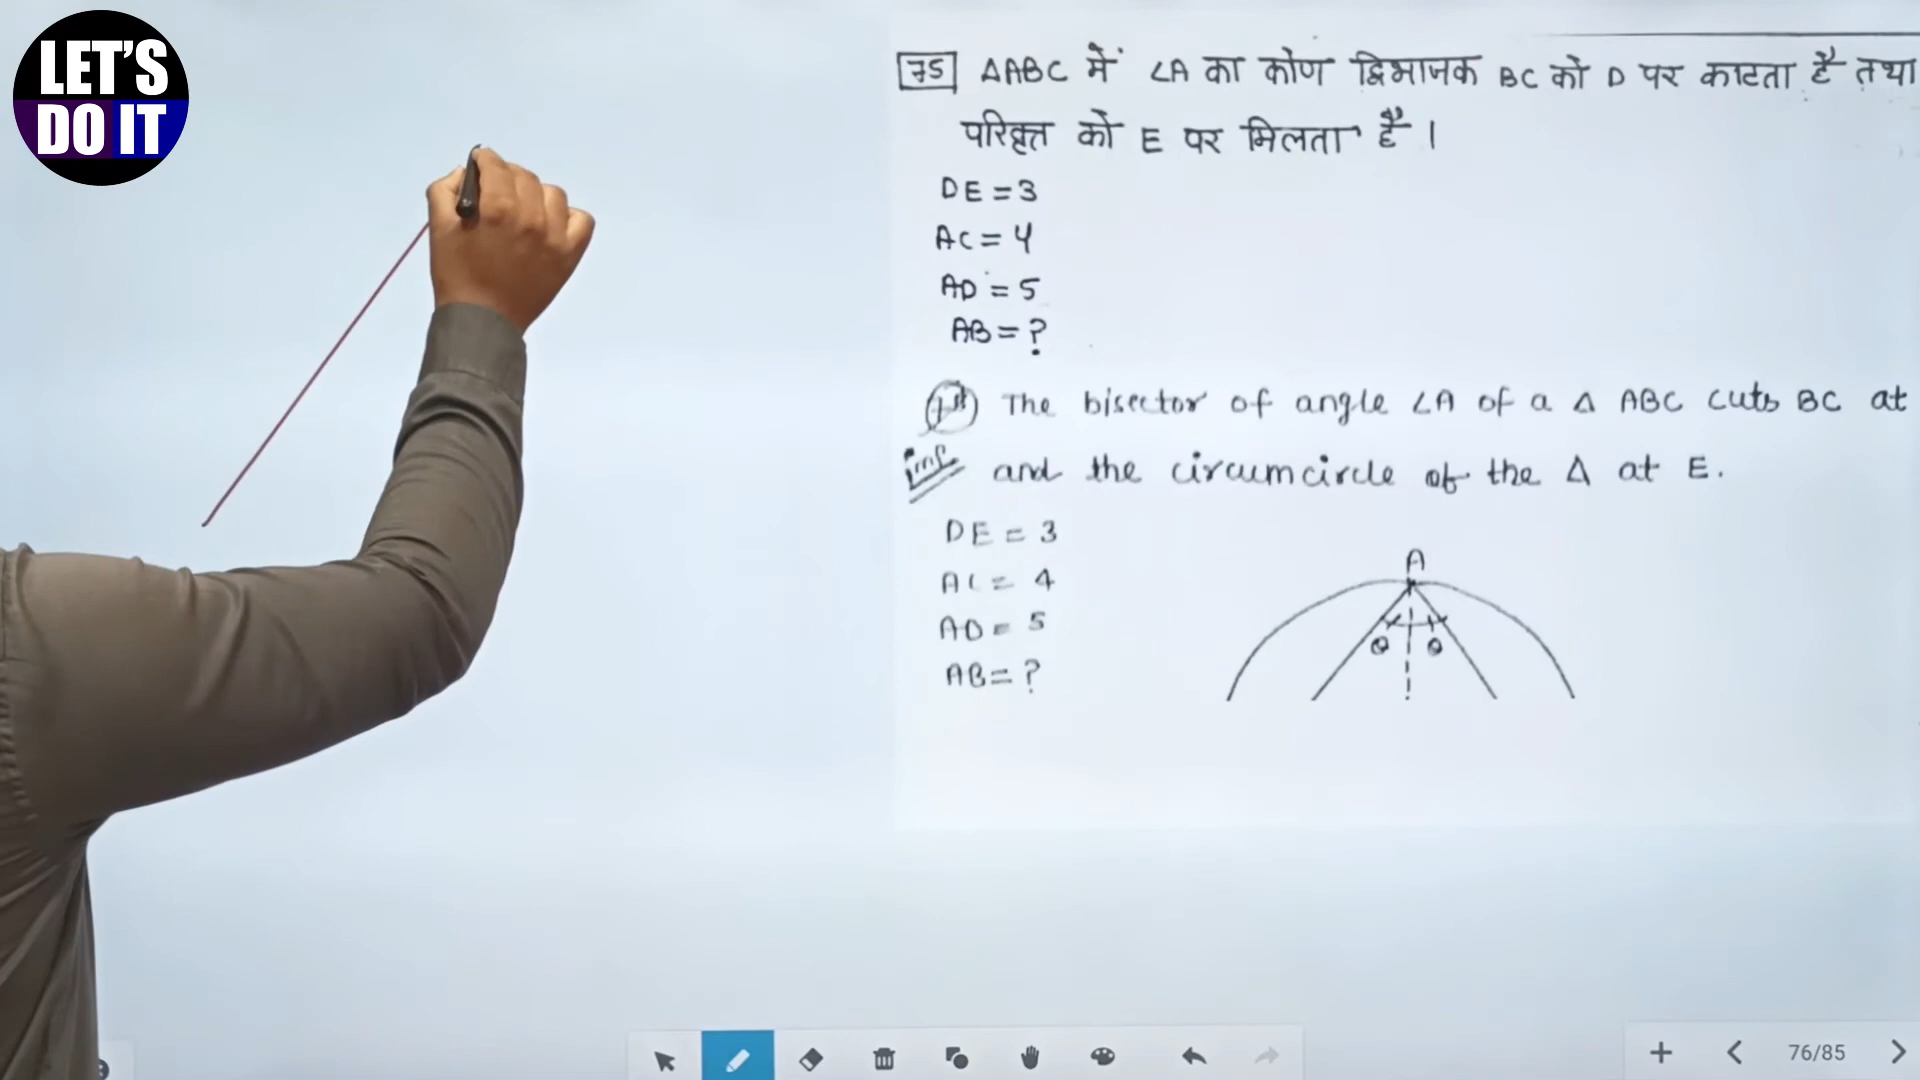 LET'S
DO IT
75 ΔABC में ∠A का कोण द्विभाजक BC को D पर काटता है तथा
परिवृत्त को E पर मिलता है।
DE = 3
AC = 4
AD = 5
AB = ?
The bisector of angle ∠A of a Δ ABC cuts BC at
Imp. and the circumcircle of the Δ at E.
DE = 3
AC = 4
AD = 5
AB = ?
A
θ θ
76/85